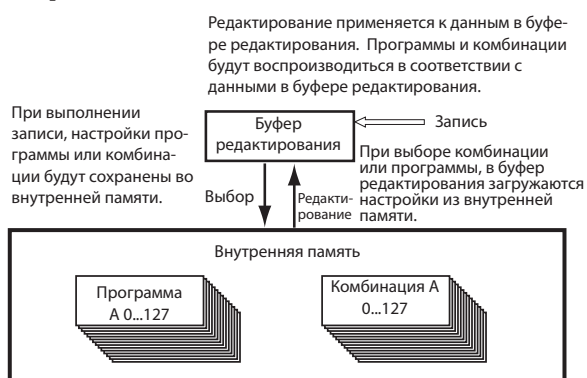 Редактирование применяется к данным в буфе-
ре редактирования. Программы и комбинации
будут воспроизводиться в соответствии с
данными в буфере редактирования.
При выполнении
записи, настройки про-
граммы или комбина-
ции будут сохранены во
внутренней памяти.
Буфер
редактирования
Запись
При выборе комбинации
или программы, в буфер
редактирования загружаются
настройки из внутренней
памяти.
Выбор
Редакти-
рование
Внутренняя память
Программа
A 0...127
Комбинация A
0...127